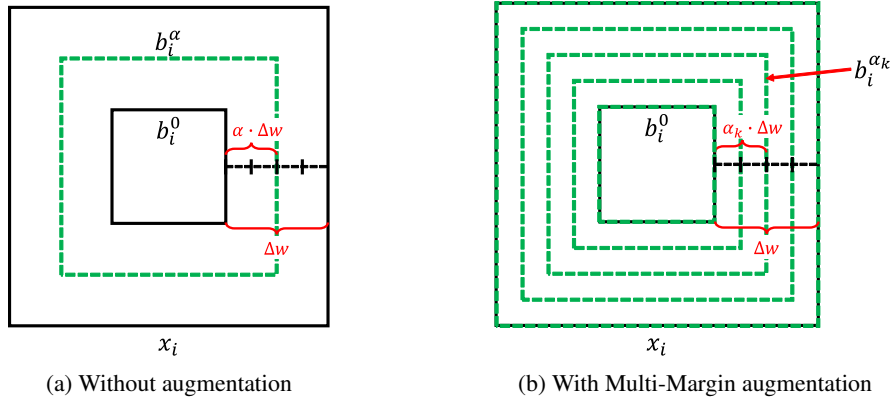 b_i^α
b_i^0
α · Δw
Δw
x_i
(a) Without augmentation
b_i^{α_k}
b_i^0
α_k · Δw
Δw
x_i
(b) With Multi-Margin augmentation